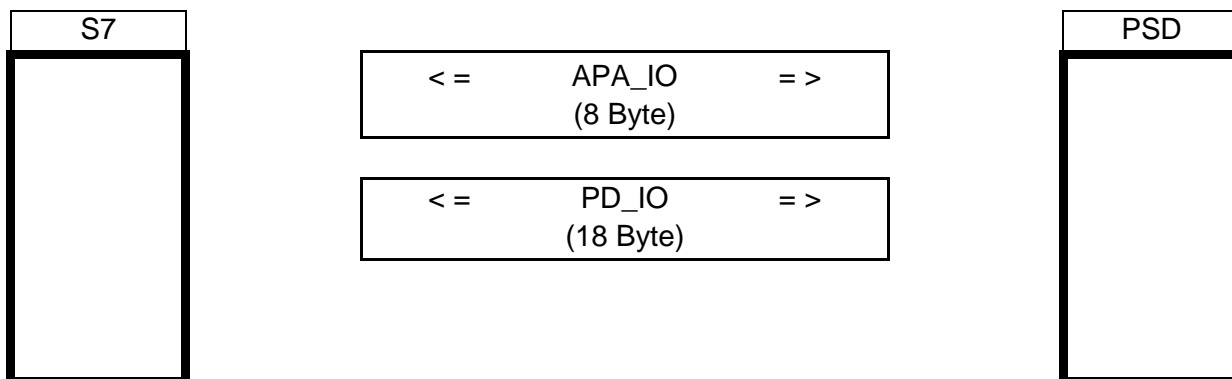 S7
PSD
< = APA_IO = >
(8 Byte)
< = PD_IO = >
(18 Byte)